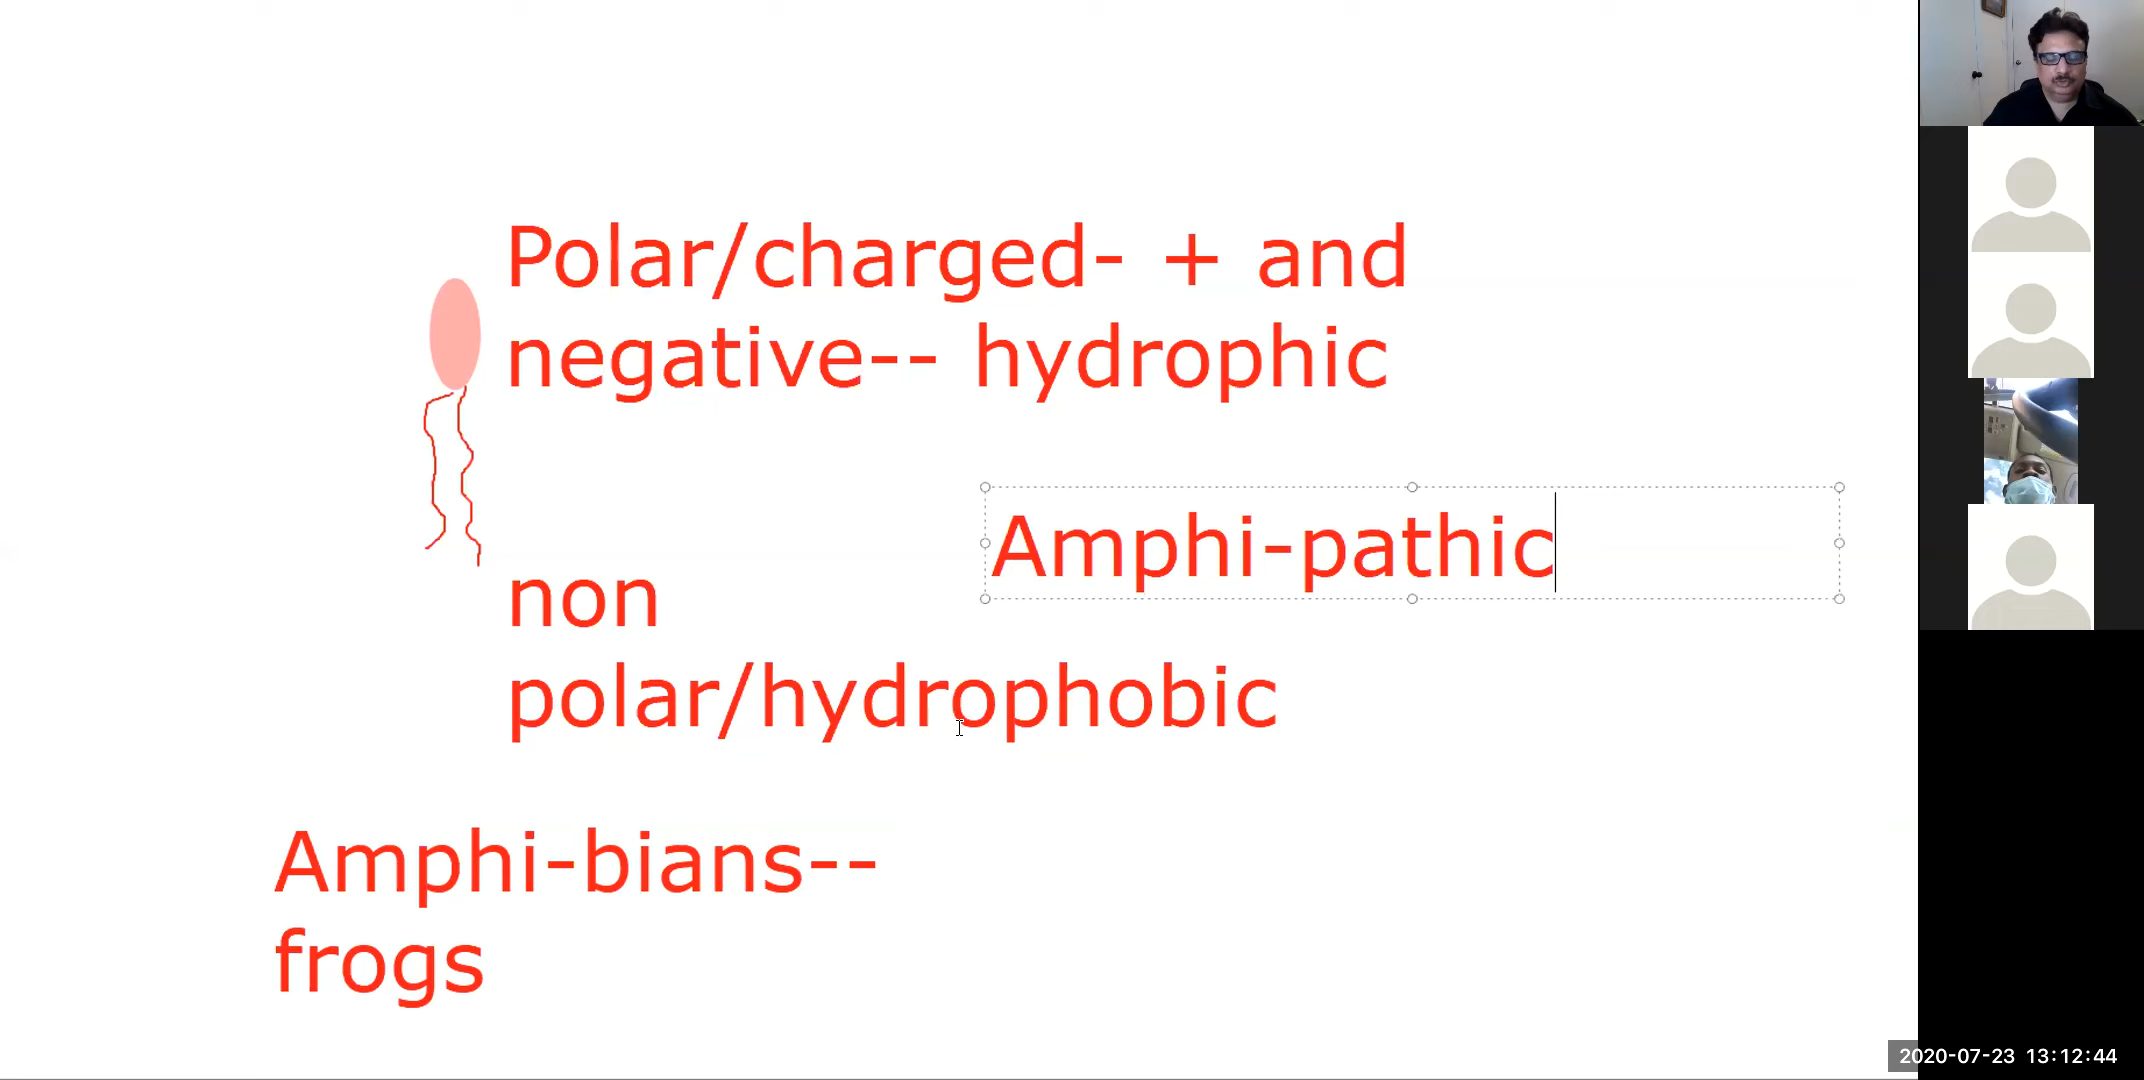 Polar/charged- + and
negative-- hydrophic
Amphi-pathic
non
polar/hydrophobic
Amphi-bians--
frogs
2020-07-23 13:12:44